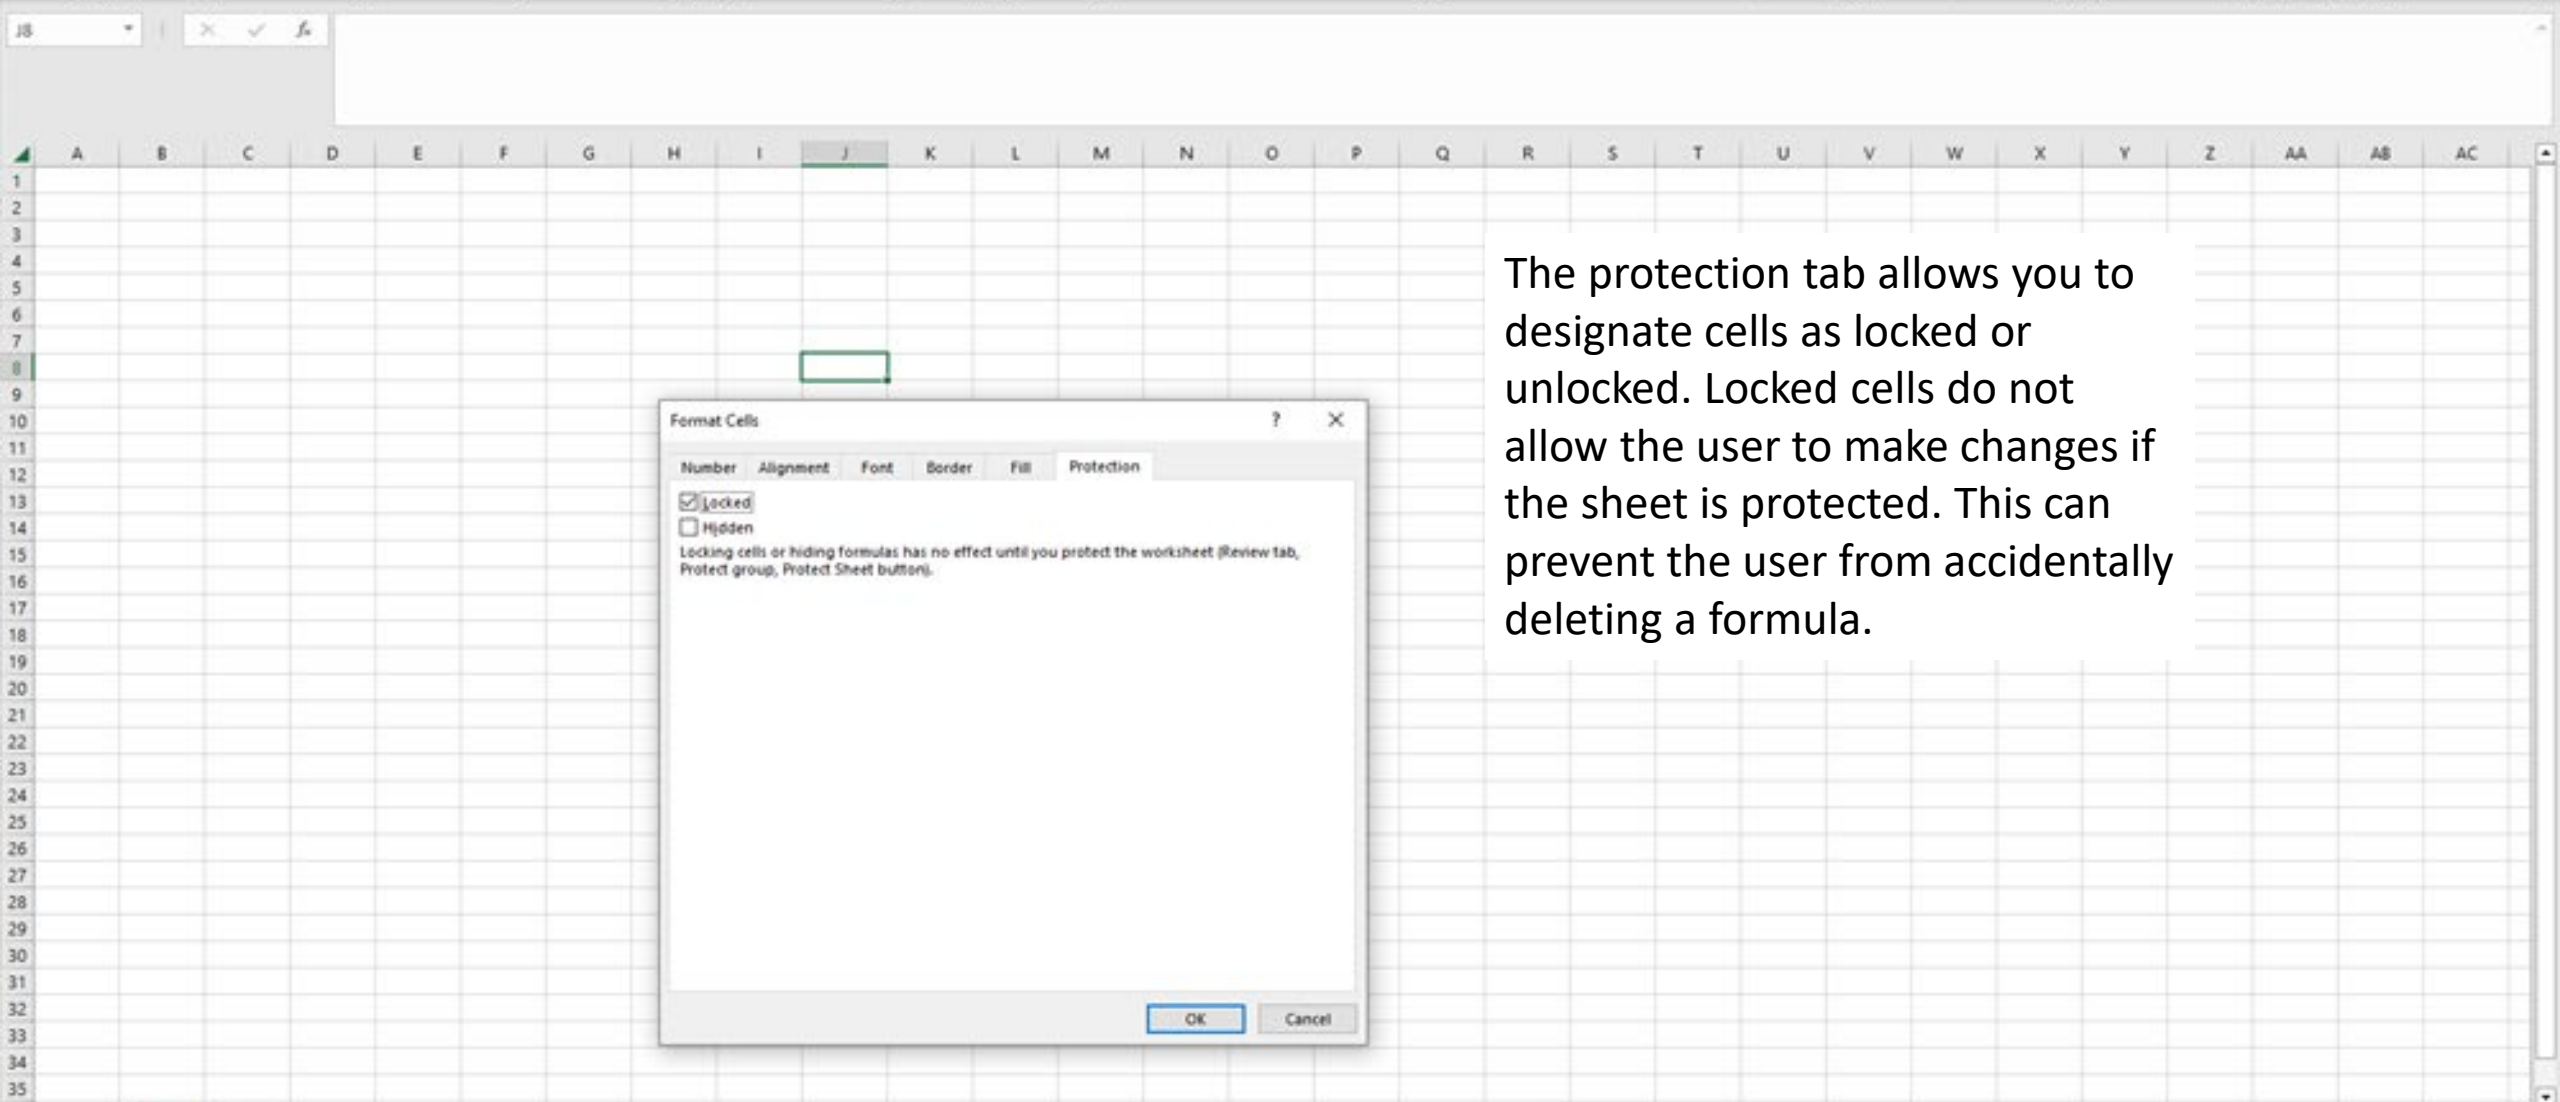 J8
fx
A B C D E F G H I J K L M N O P Q R S T U V W X Y Z AA AB AC
1
2
3
4
5
6
7
8
9
10
11
12
13
14
15
16
17
18
19
20
21
22
23
24
25
26
27
28
29
30
31
32
33
34
35
Format Cells ?
Number Alignment Font Border Fill Protection
Locked
Hidden
Locking cells or hiding formulas has no effect until you protect the worksheet (Review tab,
Protect group, Protect Sheet button).
OK Cancel
The protection tab allows you to
designate cells as locked or
unlocked. Locked cells do not
allow the user to make changes if
the sheet is protected. This can
prevent the user from accidentally
deleting a formula.